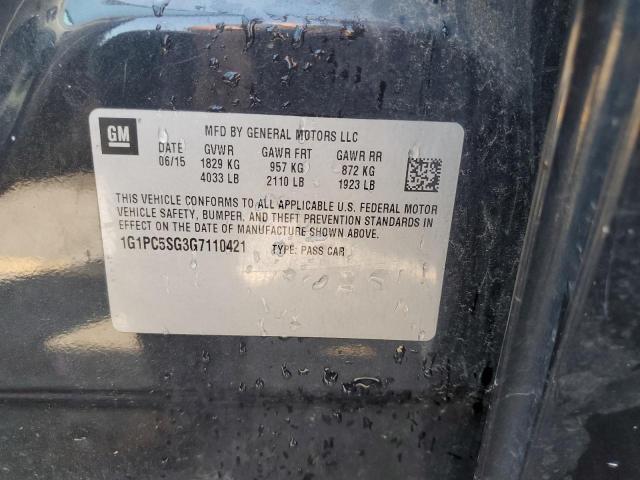 GM
MFD BY GENERAL MOTORS LLC
DATE GVWR GAWR FRT GAWR RR
06/15 1829 KG 957 KG 872 KG
4033 LB 2110 LB 1923 LB
THIS VEHICLE CONFORMS TO ALL APPLICABLE U.S. FEDERAL MOTOR
VEHICLE SAFETY, BUMPER, AND THEFT PREVENTION STANDARDS IN
EFFECT ON THE DATE OF MANUFACTURE SHOWN ABOVE.
1G1PC5SG3G7110421 TYPE: PASS CAR